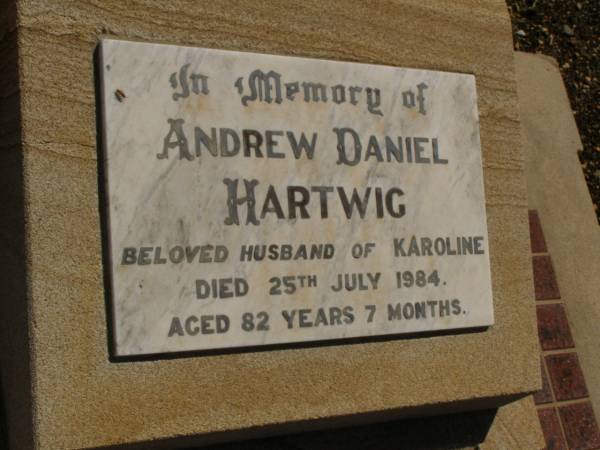 In Memory of
ANDREW DANIEL
HARTWIG
BELOVED HUSBAND OF KAROLINE
DIED 25TH JULY 1984.
AGED 82 YEARS 7 MONTHS.